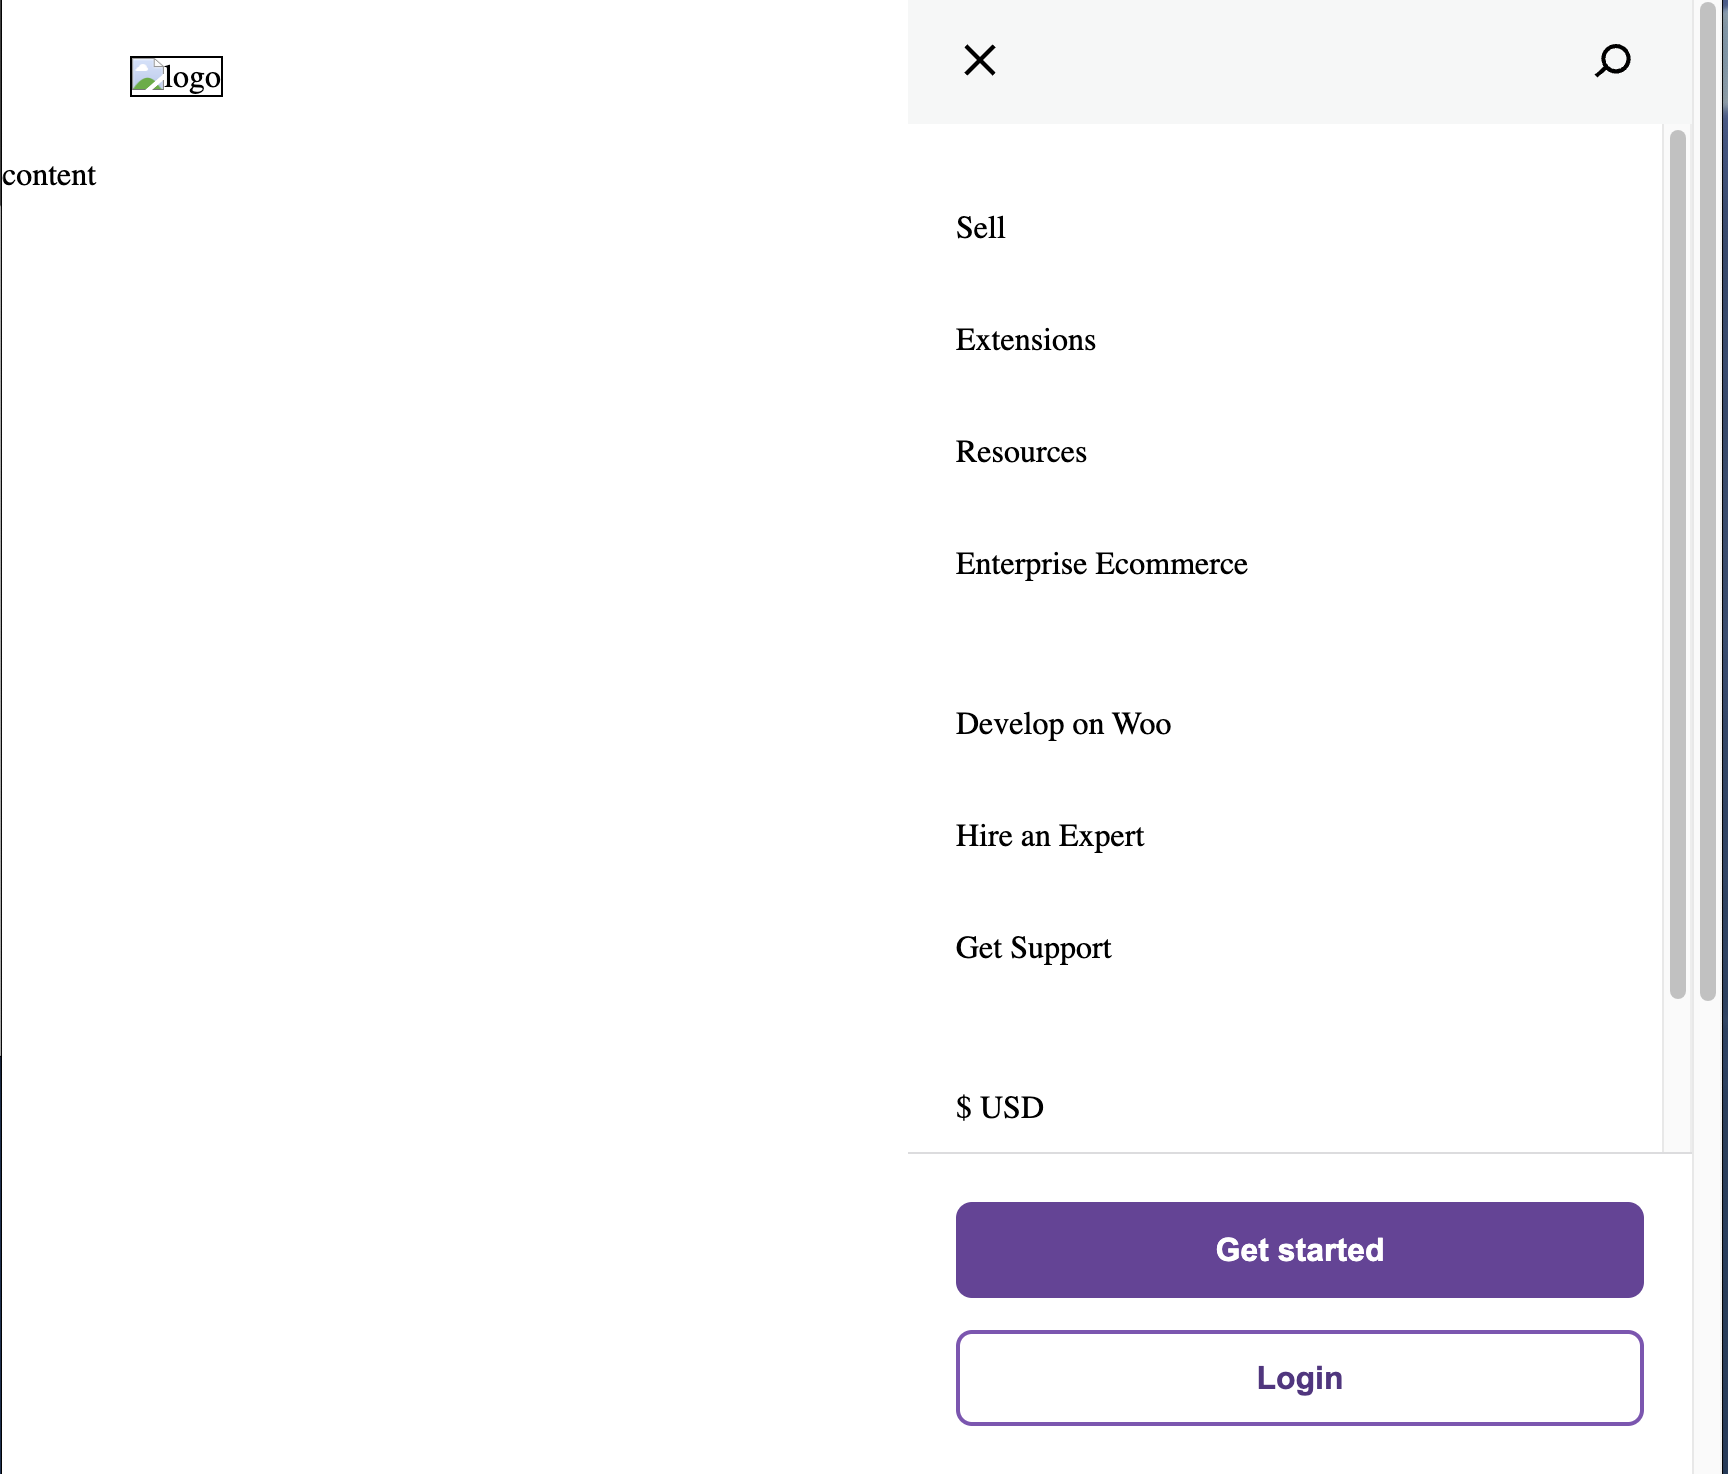 logo
content
Sell
Extensions
Resources
Enterprise Ecommerce
Develop on Woo
Hire an Expert
Get Support
$ USD
Get started
Login